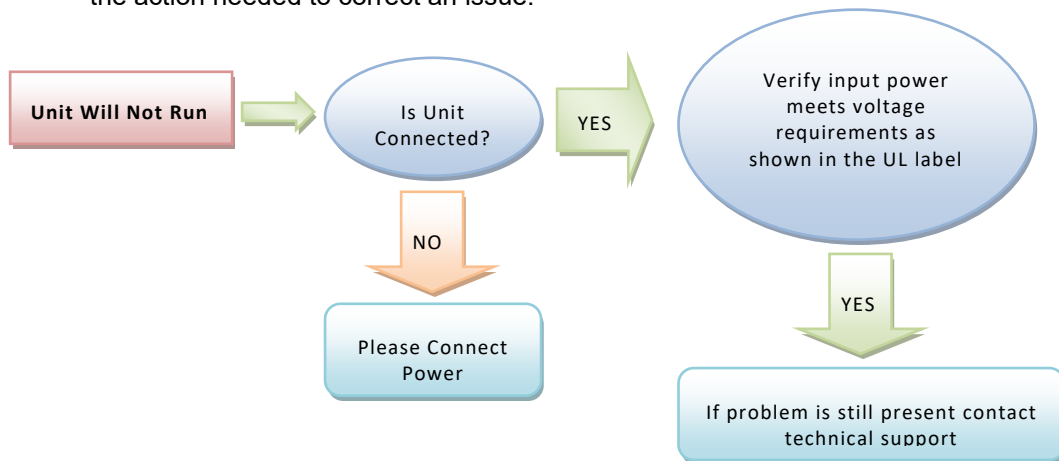 the action needed to correct an issue.
Unit Will Not Run
Is Unit
Connected?
YES
Verify input power
meets voltage
requirements as
shown in the UL label
NO
YES
Please Connect
Power
If problem is still present contact
technical support